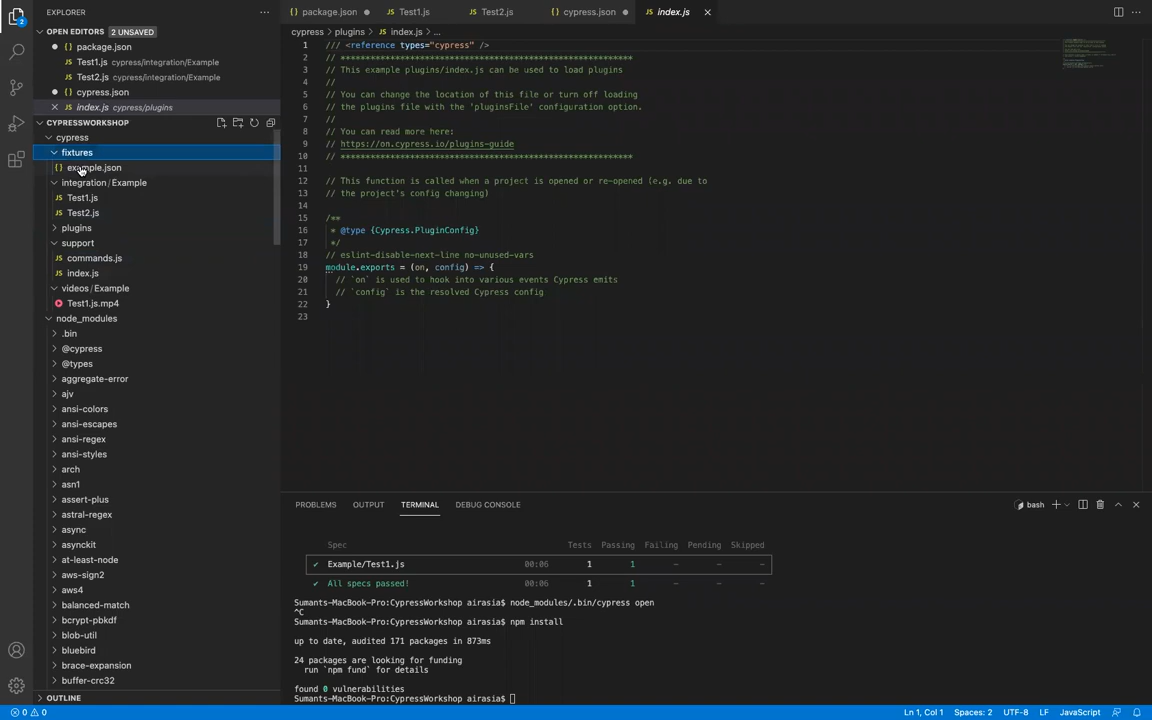 EXPLORER
OPEN EDITORS 2 UNSAVED
package.json
Test1.js cypress/integration/Example
Test2.js cypress/integration/Example
cypress.json
index.js cypress/plugins
CYPRESSWORKSHOP
cypress
fixtures
example.json
integration / Example
Test1.js
Test2.js
plugins
support
commands.js
index.js
videos / Example
Test1.js.mp4
node_modules
.bin
@cypress
@types
aggregate-error
ajv
ansi-colors
ansi-escapes
ansi-regex
ansi-styles
arch
asn1
assert-plus
astral-regex
async
asynckit
at-least-node
aws-sign2
aws4
balanced-match
bcrypt-pbkdf
blob-util
bluebird
brace-expansion
buffer-crc32
OUTLINE
package.json Test1.js Test2.js cypress.json index.js
cypress > plugins > index.js > ...
1 /// <reference types="cypress" />
2 // ***********************************************************
3 // This example plugins/index.js can be used to load plugins
4 //
5 // You can change the location of this file or turn off loading
6 // the plugins file with the 'pluginsFile' configuration option.
7 //
8 // You can read more here:
9 // https://on.cypress.io/plugins-guide
10 // ***********************************************************
11
12 // This function is called when a project is opened or re-opened (e.g. due to
13 // the project's config changing)
14
15 /**
16 * @type {Cypress.PluginConfig}
17 */
18 // eslint-disable-next-line no-unused-vars
19 module.exports = (on, config) => {
20 // `on` is used to hook into various events Cypress emits
21 // `config` is the resolved Cypress config
22 }
23
PROBLEMS OUTPUT TERMINAL DEBUG CONSOLE bash
Spec Tests Passing Failing Pending Skipped
✔ Example/Test1.js 00:06 1 1 - - -
✔ All specs passed! 00:06 1 1 - - -
Sumants-MacBook-Pro:CypressWorkshop airasia$ node_modules/.bin/cypress open
^C
Sumants-MacBook-Pro:CypressWorkshop airasia$ npm install
up to date, audited 171 packages in 873ms
24 packages are looking for funding
run `npm fund` for details
found 0 vulnerabilities
Sumants-MacBook-Pro:CypressWorkshop airasia$
2
0 0 Ln 1, Col 1 Spaces: 2 UTF-8 LF JavaScript